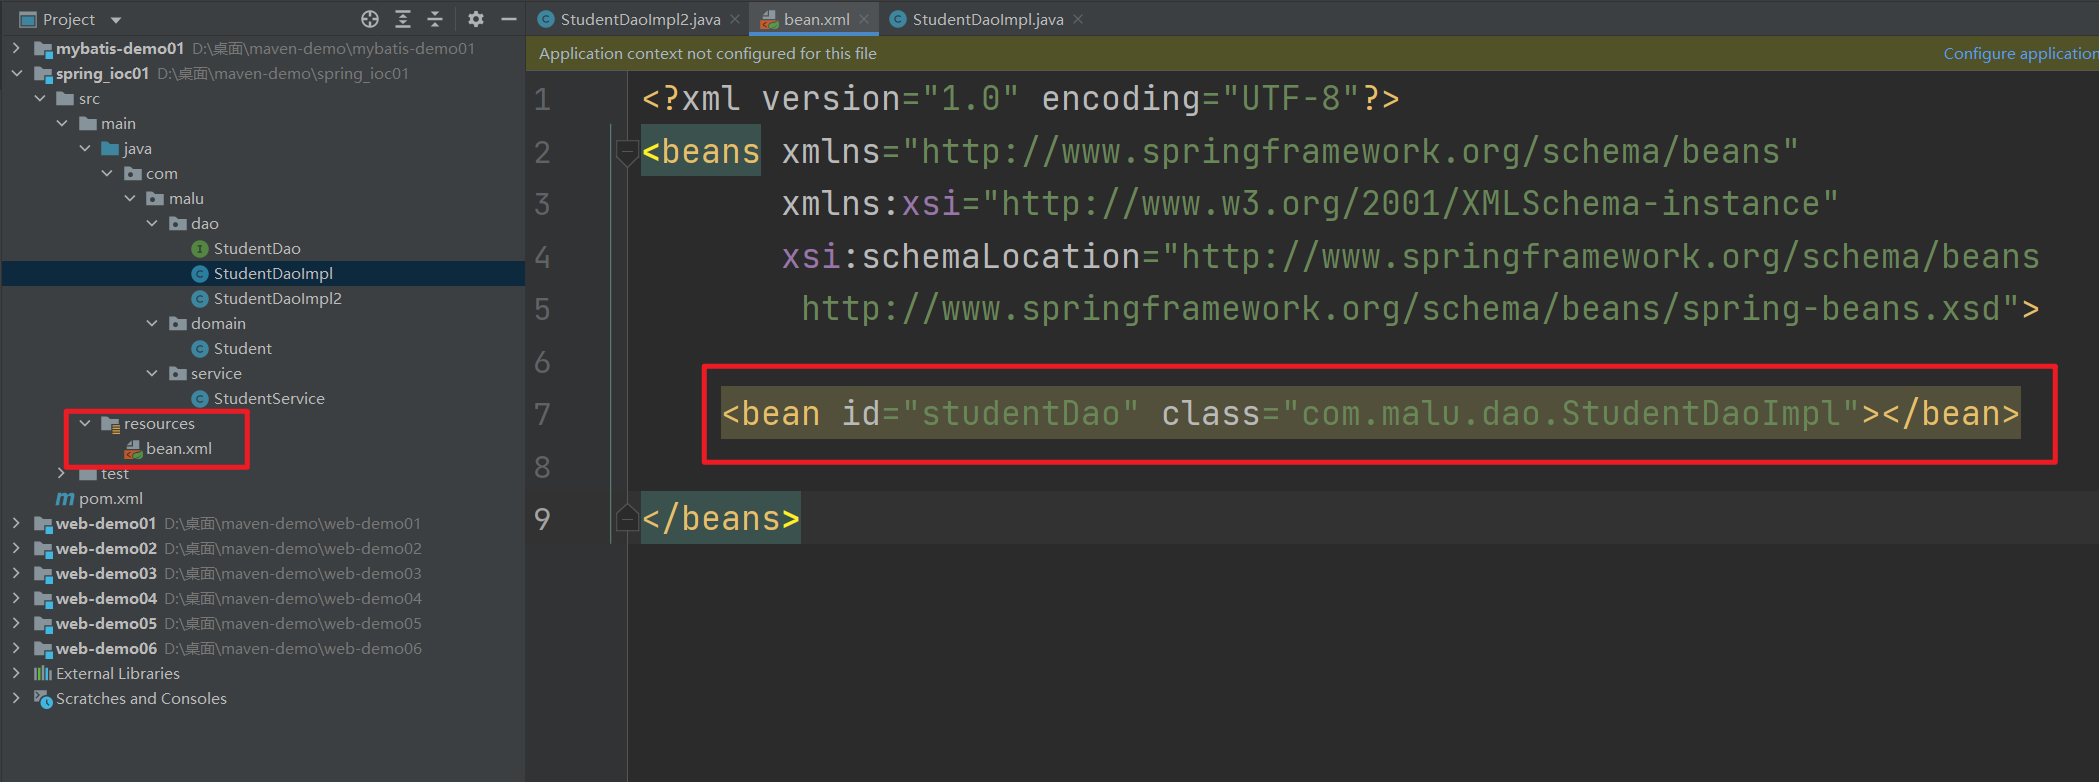 Project
mybatis-demo01 D:\桌面\maven-demo\mybatis-demo01
spring_ioc01 D:\桌面\maven-demo\spring_ioc01
src
main
java
com
malu
dao
StudentDao
StudentDaoImpl
StudentDaoImpl2
domain
Student
service
StudentService
resources
bean.xml
test
pom.xml
web-demo01 D:\桌面\maven-demo\web-demo01
web-demo02 D:\桌面\maven-demo\web-demo02
web-demo03 D:\桌面\maven-demo\web-demo03
web-demo04 D:\桌面\maven-demo\web-demo04
web-demo05 D:\桌面\maven-demo\web-demo05
web-demo06 D:\桌面\maven-demo\web-demo06
External Libraries
Scratches and Consoles
StudentDaoImpl2.java bean.xml StudentDaoImpl.java
Application context not configured for this file Configure application
1 <?xml version="1.0" encoding="UTF-8"?>
2 <beans xmlns="http://www.springframework.org/schema/beans"
3 xmlns:xsi="http://www.w3.org/2001/XMLSchema-instance"
4 xsi:schemaLocation="http://www.springframework.org/schema/beans
5 http://www.springframework.org/schema/beans/spring-beans.xsd">
6
7 <bean id="studentDao" class="com.malu.dao.StudentDaoImpl"></bean>
8
9 </beans>